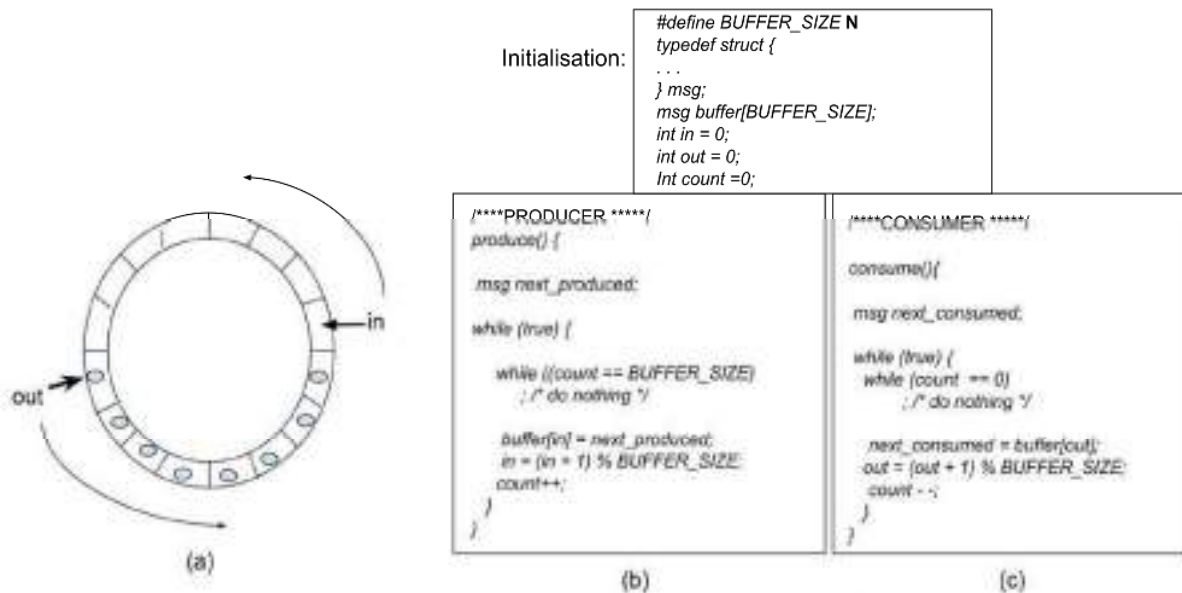 Initialisation:
#define BUFFER_SIZE N
typedef struct {
. . .
} msg;
msg buffer[BUFFER_SIZE];
int in = 0;
int out = 0;
Int count =0;
in
out
(a)
/****PRODUCER *****/
produce() {
msg next_produced;
while (true) {
while ((count == BUFFER_SIZE)
; /* do nothing */
buffer[in] = next_produced;
in = (in + 1) % BUFFER_SIZE;
count++;
}
}
(b)
/****CONSUMER *****/
consume(){
msg next_consumed;
while (true) {
while (count == 0)
; /* do nothing */
next_consumed = buffer[out];
out = (out + 1) % BUFFER_SIZE;
count - -;
}
}
(c)